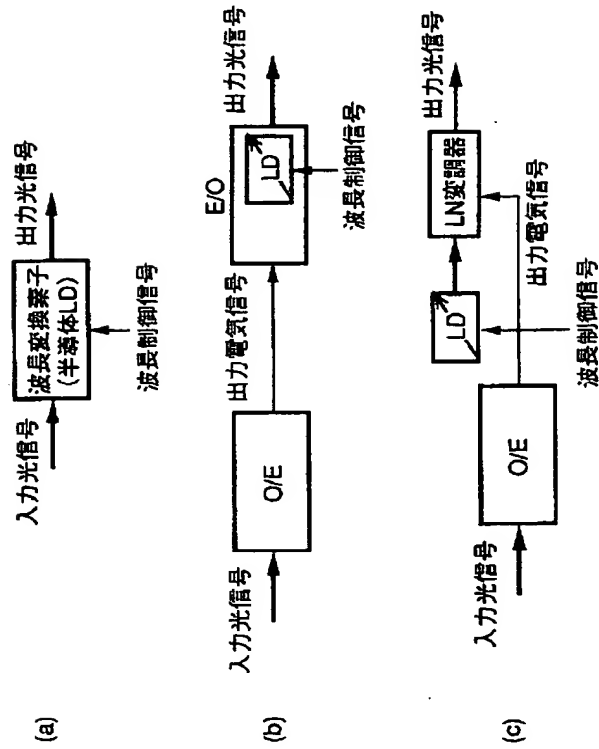 (a)
入力光信号
波長変換素子
(半導体LD)
出力光信号
波長制御信号
(b)
入力光信号
O/E
出力電気信号
E/O
LD
出力光信号
波長制御信号
(c)
入力光信号
O/E
LD
LN変調器
出力光信号
出力電気信号
波長制御信号